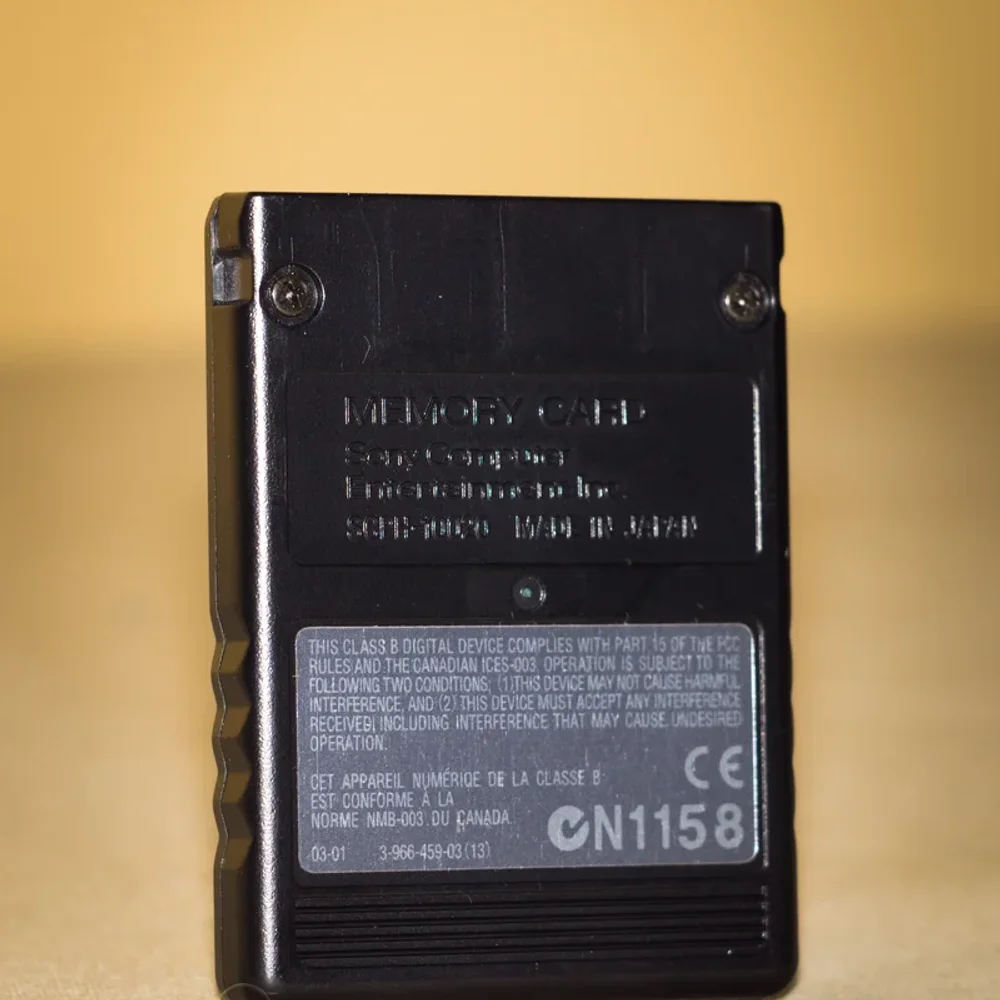 MEMORY CARD
Sony Computer
Entertainment Inc.
SCPH-10020 MADE IN JAPAN
THIS CLASS B DIGITAL DEVICE COMPLIES WITH PART 15 OF THE FCC
RULES AND THE CANADIAN ICES-003. OPERATION IS SUBJECT TO THE
FOLLOWING TWO CONDITIONS; (1)THIS DEVICE MAY NOT CAUSE HARMFUL
INTERFERENCE, AND (2) THIS DEVICE MUST ACCEPT ANY INTERFERENCE
RECEIVED, INCLUDING INTERFERENCE THAT MAY CAUSE UNDESIRED
OPERATION.
CE
CET APPAREIL NUMÉRIQE DE LA CLASSE B
EST CONFORME À LA
NORME NMB-003 DU CANADA.
N1158
03-01 3-966-459-03(13)